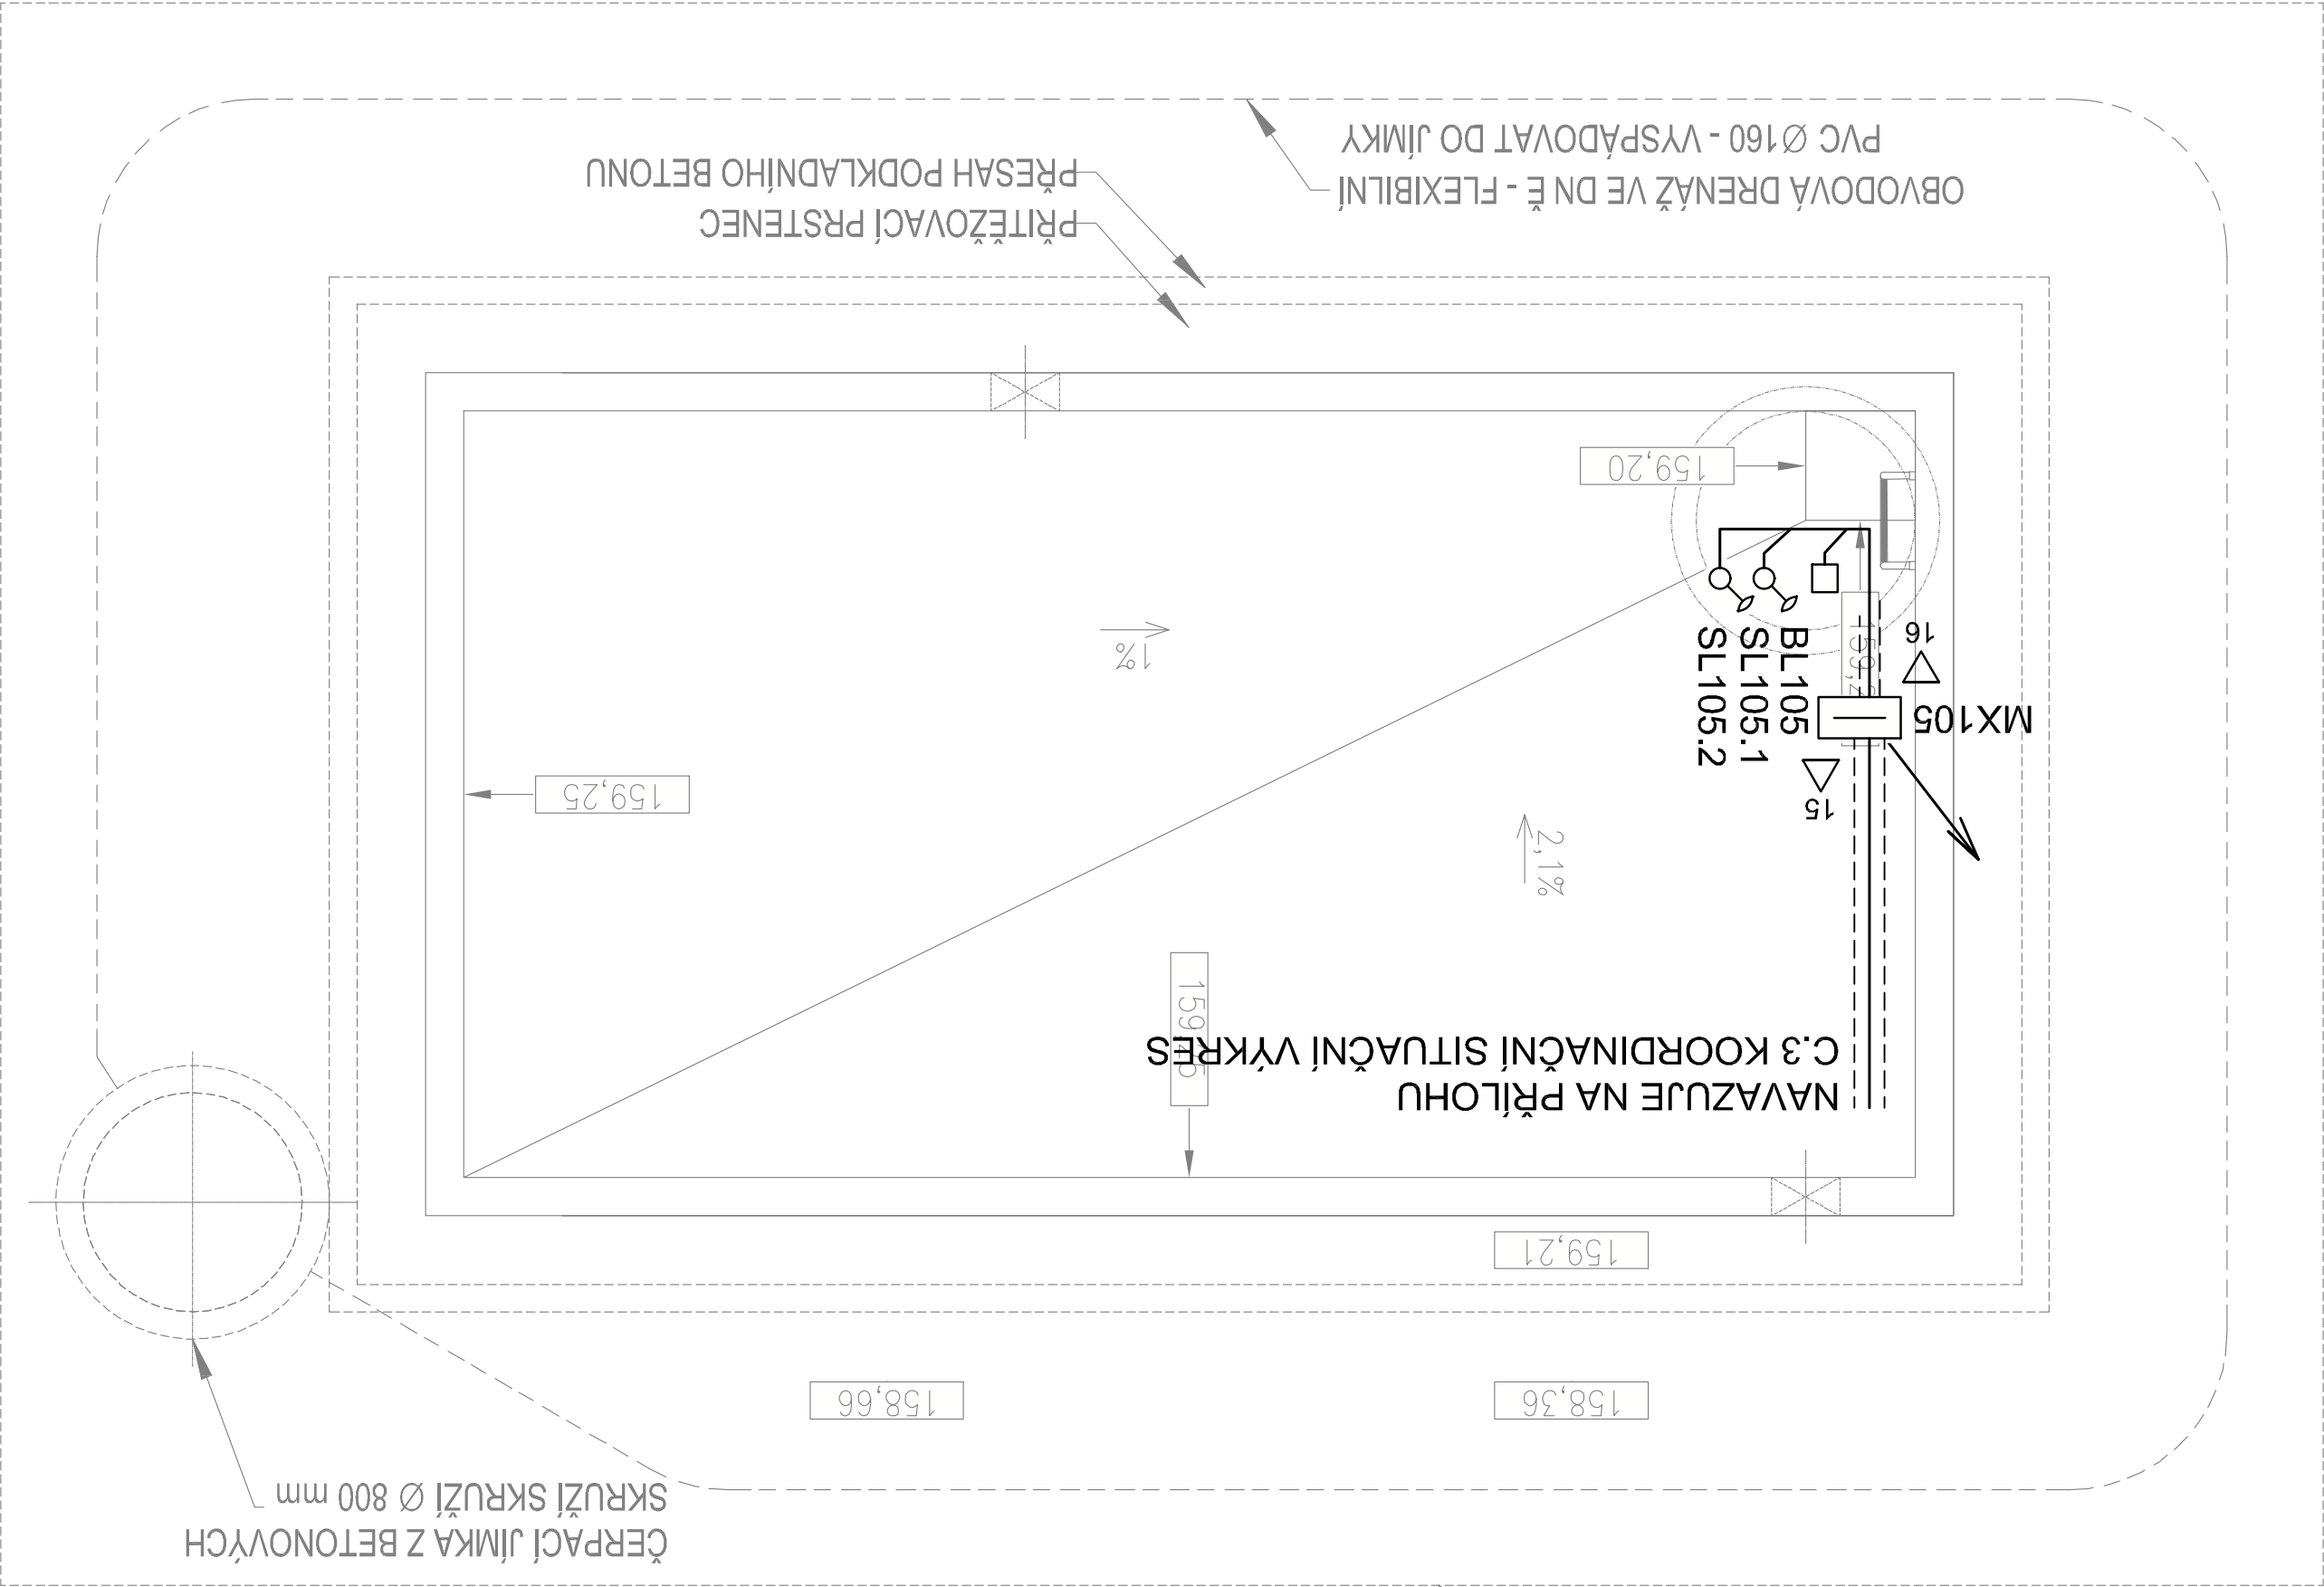 ČERPACÍ JÍMKA Z BETONOVÝCH
SKRUŽÍ SKRUŽÍ Ø 800 mm
158,36
158,66
159,21
NAVAZUJE NA PŘÍLOHU
C.3 KOORDINAČNÍ SITUAČNÍ VÝKRES
2,1%
15
159,25
MX105
16
BL105
SL105.1
SL105.2
1%
159,20
PŘITĚŽOVACÍ PRSTENEC
PŘESAH PODKLADNÍHO BETONU
OBVODOVÁ DRENÁŽ VE DNĚ - FLEXIBILNÍ
PVC Ø160 - VYSPÁDOVAT DO JÍMKY